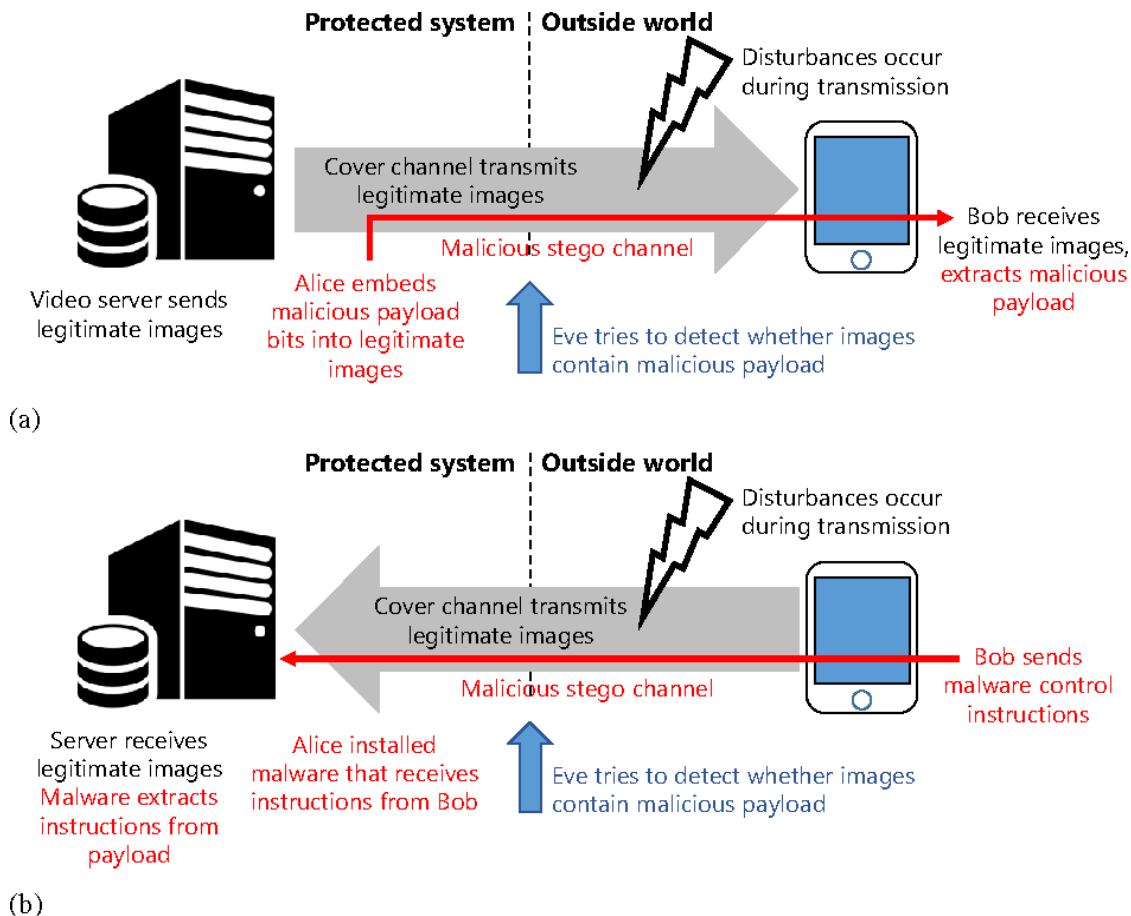 Protected system
Outside world
Disturbances occur
during transmission
Cover channel transmits
legitimate images
Malicious stego channel
Bob receives
legitimate images,
extracts malicious
payload
Video server sends
legitimate images
Alice embeds
malicious payload
bits into legitimate
images
Eve tries to detect whether images
contain malicious payload
(a)
Protected system
Outside world
Disturbances occur
during transmission
Cover channel transmits
legitimate images
Malicious stego channel
Bob sends
malware control
instructions
Server receives
legitimate images
Malware extracts
instructions from
payload
Alice installed
malware that receives
instructions from Bob
Eve tries to detect whether images
contain malicious payload
(b)